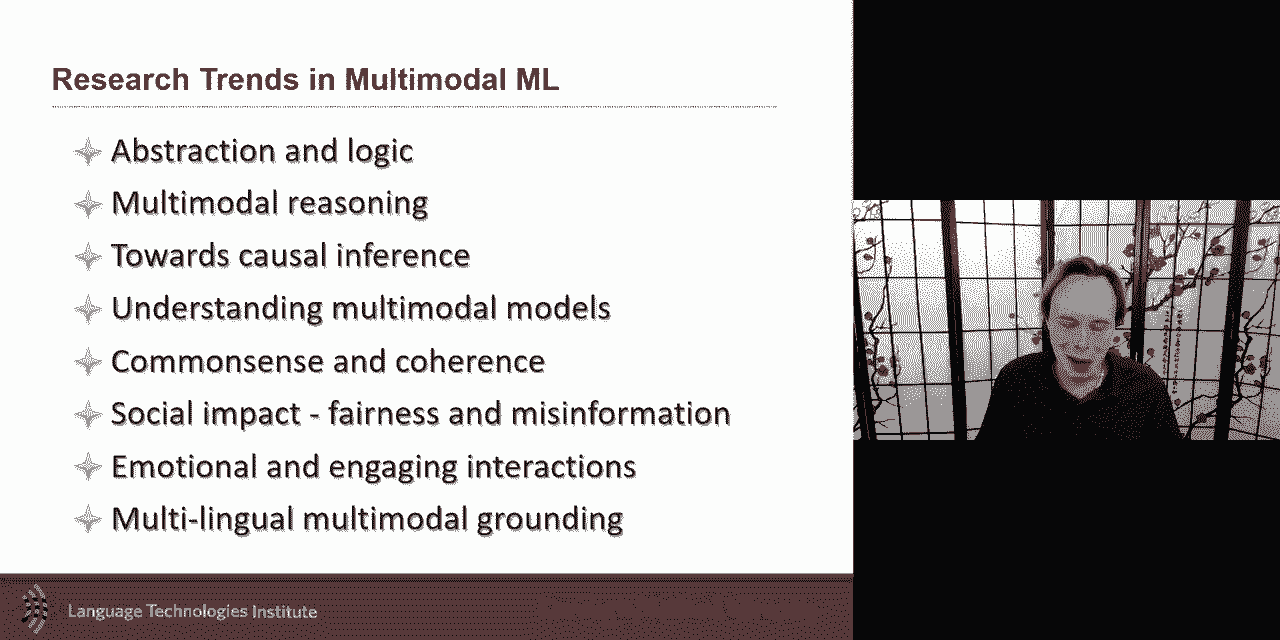 Research Trends in Multimodal ML
Abstraction and logic
Multimodal reasoning
Towards causal inference
Understanding multimodal models
Commonsense and coherence
Social impact - fairness and misinformation
Emotional and engaging interactions
Multi-lingual multimodal grounding
Language Technologies Institute